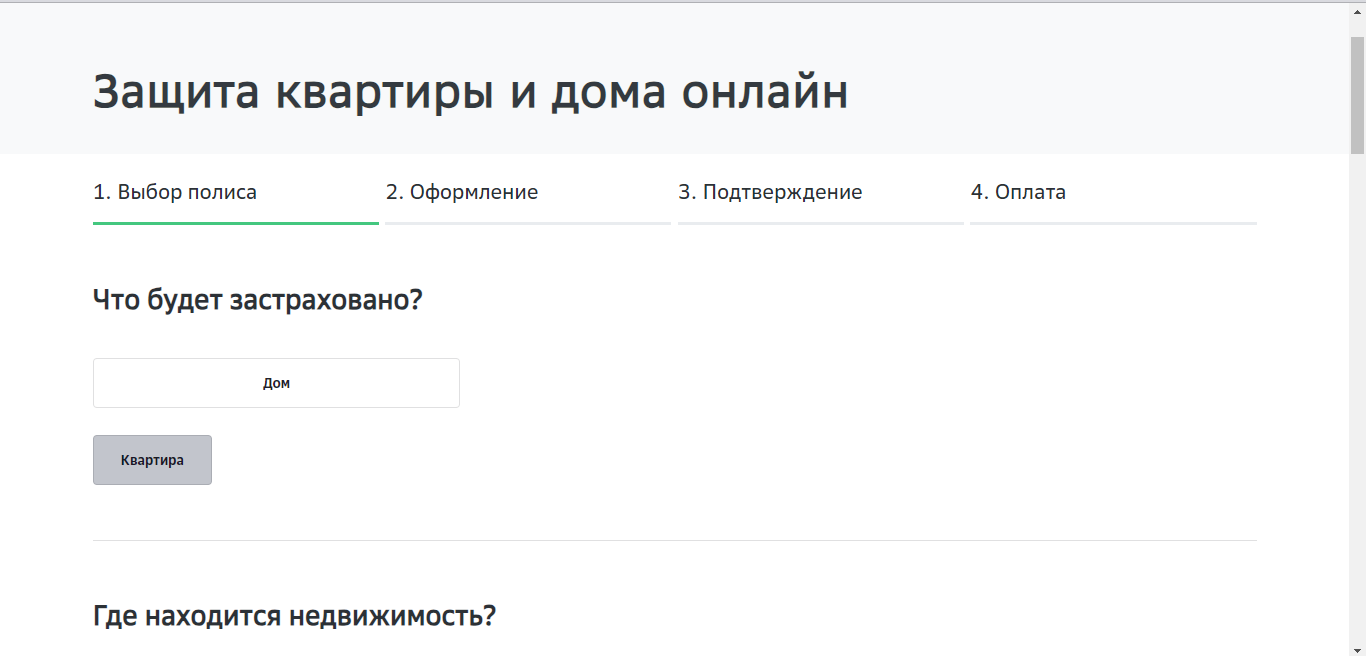 Защита квартиры и дома онлайн
1. Выбор полиса 2. Оформление 3. Подтверждение 4. Оплата
Что будет застраховано?
Дом
Квартира
Где находится недвижимость?